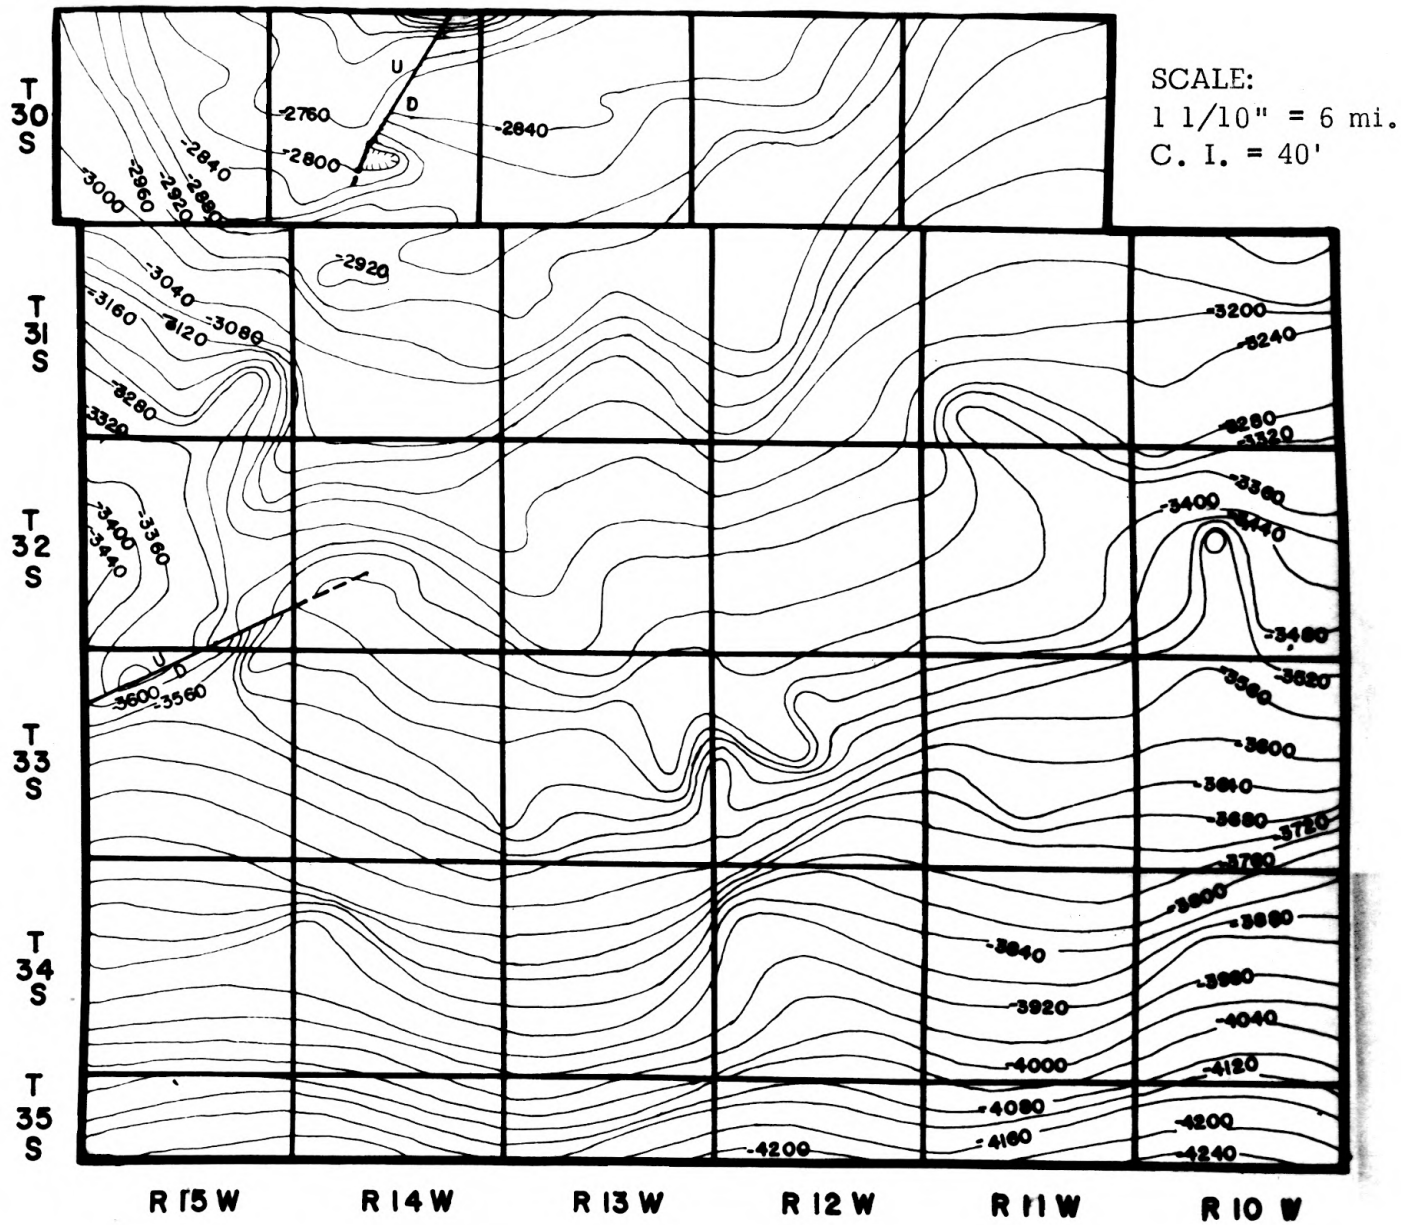 SCALE:
1 1/10" = 6 mi.
C. I. = 40'
T
30
S
U
D
-2760
-2800
-2840
-2840
-2880
-2920
-2960
-3000
T
31
S
-2920
-3040
-3080
-3120
-3160
-3280
-3320
-3200
-3240
-3280
-3320
T
32
S
-3400
-3440
-3360
-3360
-3400
-3440
-3480
U
D
-3600
-3560
-3520
-3560
T
33
S
-3600
-3640
-3680
-3720
-3760
T
34
S
-3800
-3840
-3880
-3920
-3960
-4000
-4040
T
35
S
-4080
-4120
-4160
-4200
-4200
-4240
R 15 W
R 14 W
R 13 W
R 12 W
R 11 W
R 10 W